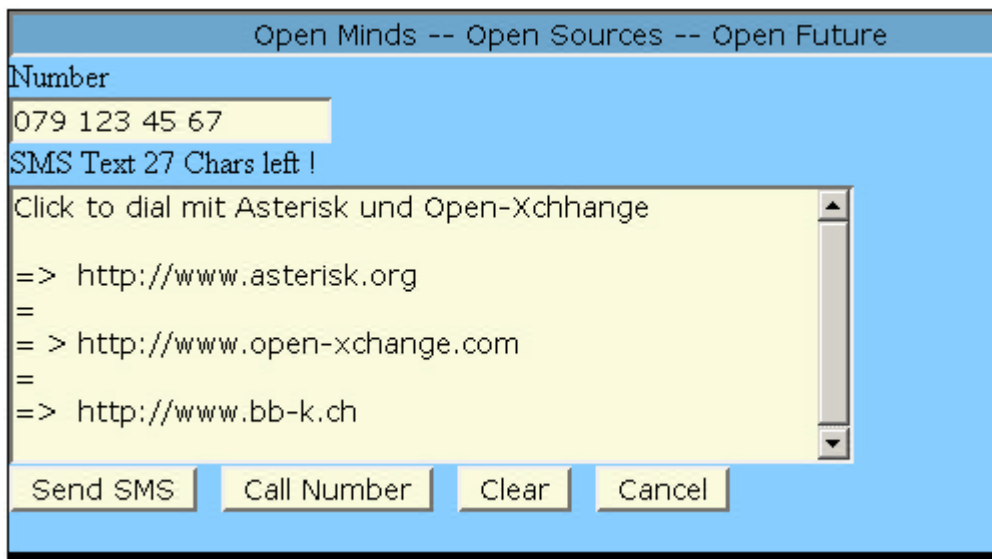 Open Minds -- Open Sources -- Open Future
Number
079 123 45 67
SMS Text 27 Chars left !
Click to dial mit Asterisk und Open-Xchhange
=> http://www.asterisk.org
=
= > http://www.open-xchange.com
=
=> http://www.bb-k.ch
Send SMS Call Number Clear Cancel